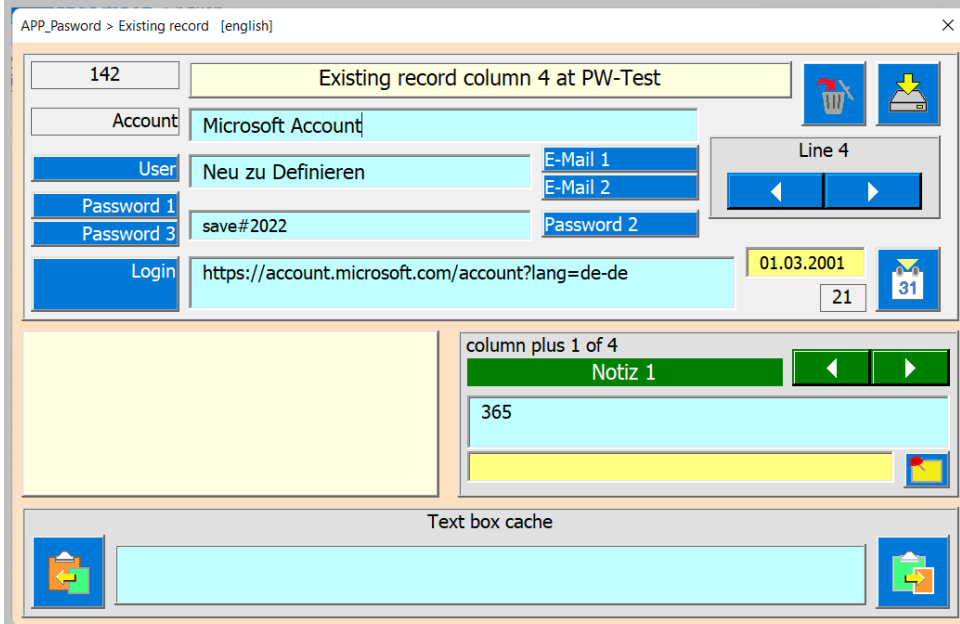 APP_Pasword > Existing record [english]
142
Existing record column 4 at PW-Test
Account
Microsoft Account
Line 4
User
Neu zu Definieren
E-Mail 1
E-Mail 2
Password 1
Password 3
save#2022
Password 2
Login
https://account.microsoft.com/account?lang=de-de
01.03.2001
21
31
column plus 1 of 4
Notiz 1
365
Text box cache